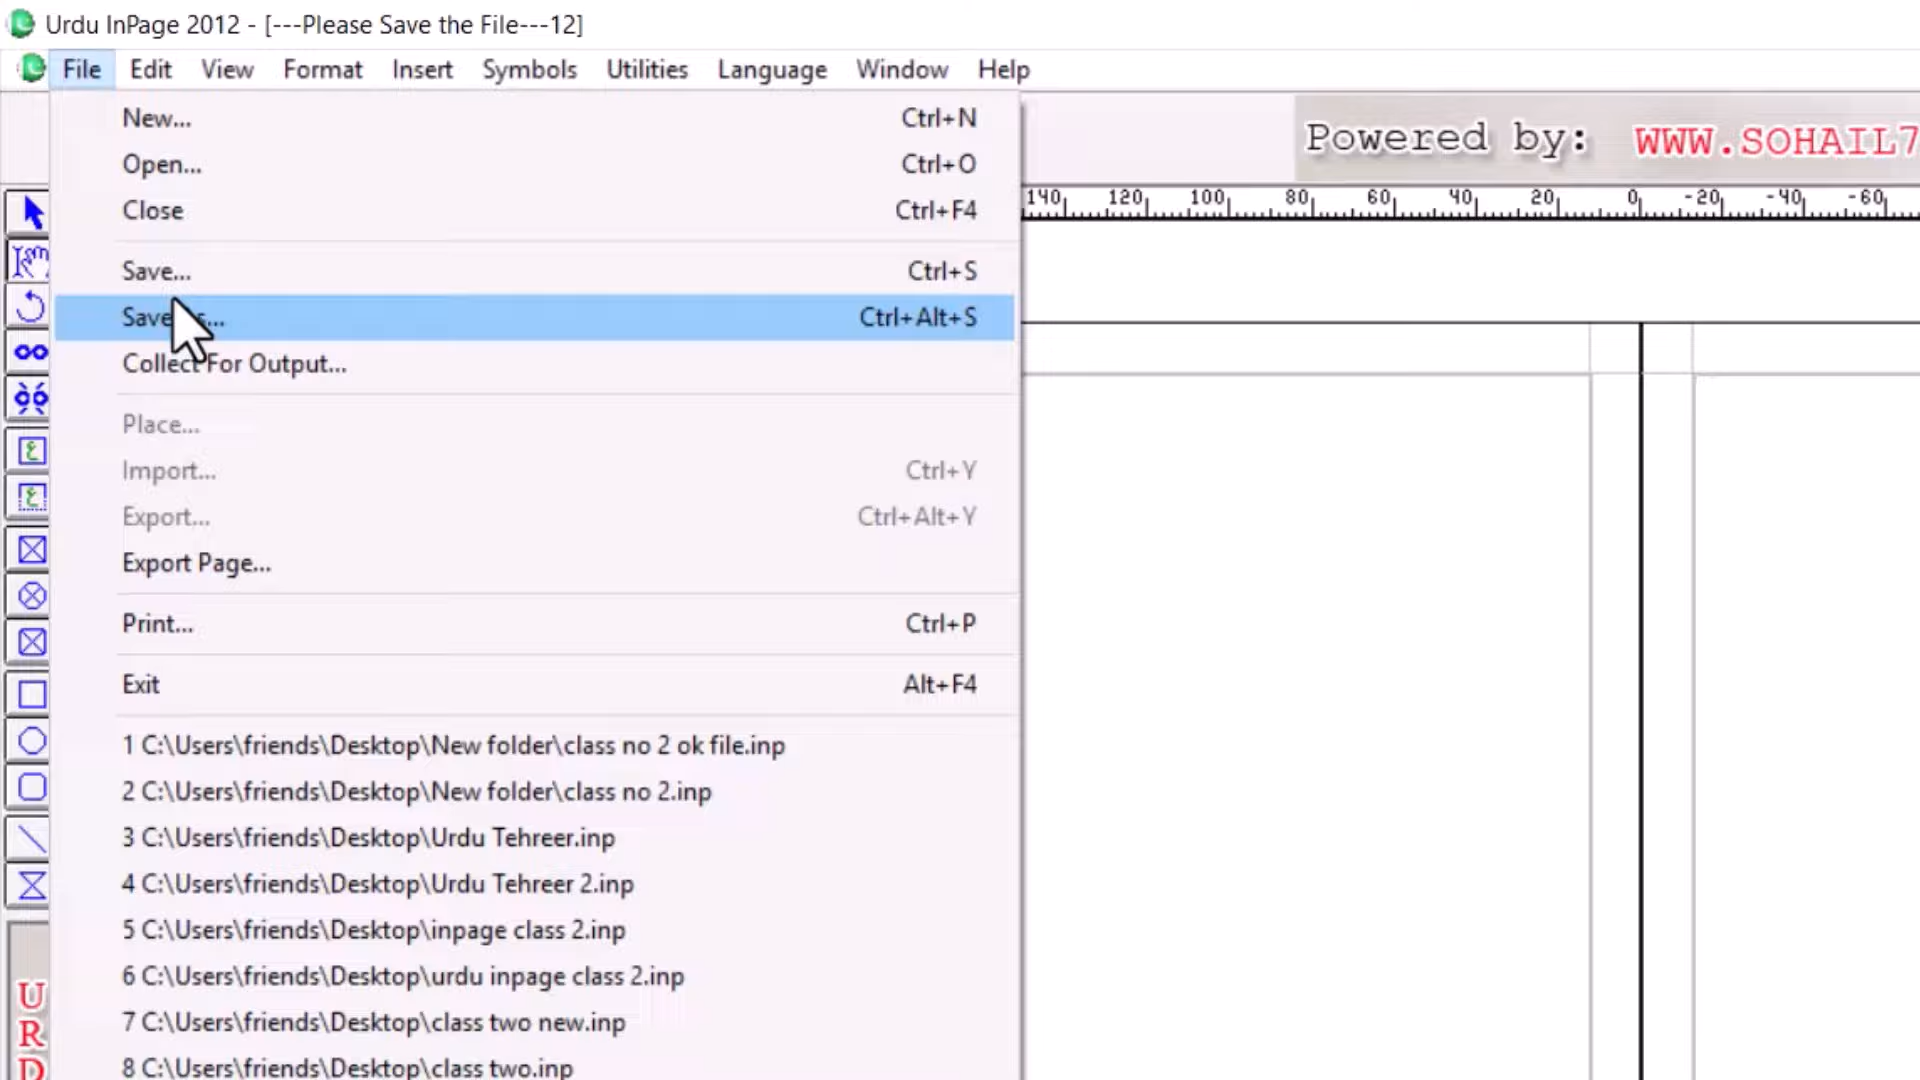 Urdu InPage 2012 - [---Please Save the File---12]
File Edit View Format Insert Symbols Utilities Language Window Help
New... Ctrl+N
Open... Ctrl+O
Close Ctrl+F4
Powered by: WWW.SOHAIL7
140 120 100 80 60 40 20 0 -20 -40 -60
Save... Ctrl+S
Save s... Ctrl+Alt+S
Collect For Output...
Place...
Import... Ctrl+Y
Export... Ctrl+Alt+Y
Export Page...
Print... Ctrl+P
Exit Alt+F4
1 C:\Users\friends\Desktop\New folder\class no 2 ok file.inp
2 C:\Users\friends\Desktop\New folder\class no 2.inp
3 C:\Users\friends\Desktop\Urdu Tehreer.inp
4 C:\Users\friends\Desktop\Urdu Tehreer 2.inp
5 C:\Users\friends\Desktop\inpage class 2.inp
6 C:\Users\friends\Desktop\urdu inpage class 2.inp
7 C:\Users\friends\Desktop\class two new.inp
8 C:\Users\friends\Desktop\class two.inp
ع
ع
U
R
D